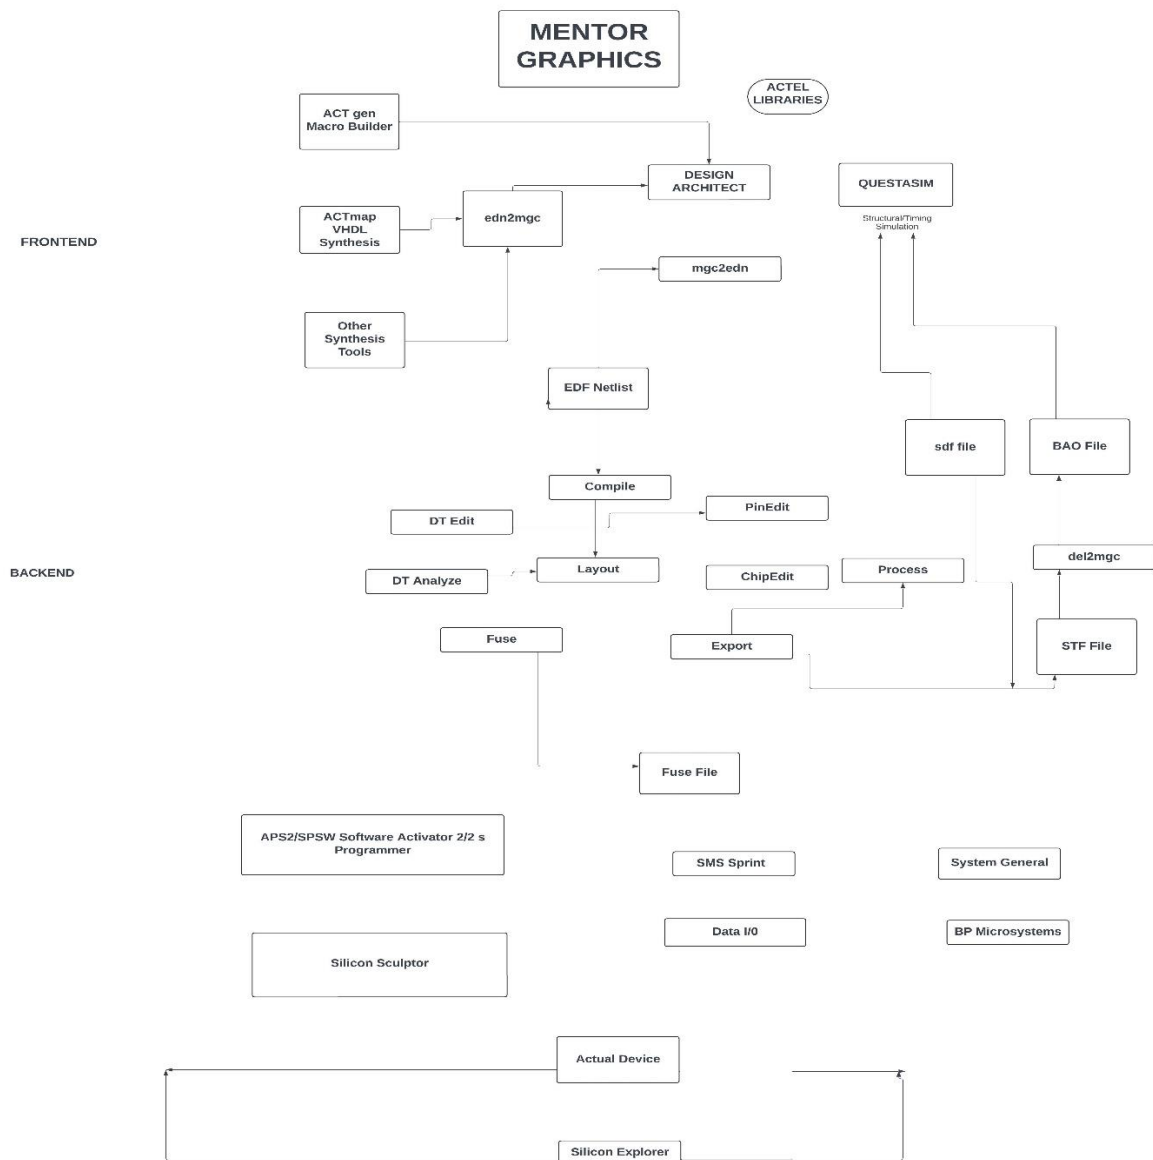 MENTOR
GRAPHICS
ACTEL
LIBRARIES
ACT gen
Macro Builder
DESIGN
ARCHITECT
QUESTASIM
Structural/Timing
Simulation
ACTmap
VHDL
Synthesis
edn2mgc
FRONTEND
mgc2edn
Other
Synthesis
Tools
EDF Netlist
sdf file
BAO File
Compile
DT Edit
PinEdit
del2mgc
BACKEND
DT Analyze
Layout
ChipEdit
Process
Fuse
Export
STF File
Fuse File
APS2/SPSW Software Activator 2/2 s
Programmer
SMS Sprint
System General
Data I/0
BP Microsystems
Silicon Sculptor
Actual Device
Silicon Explorer